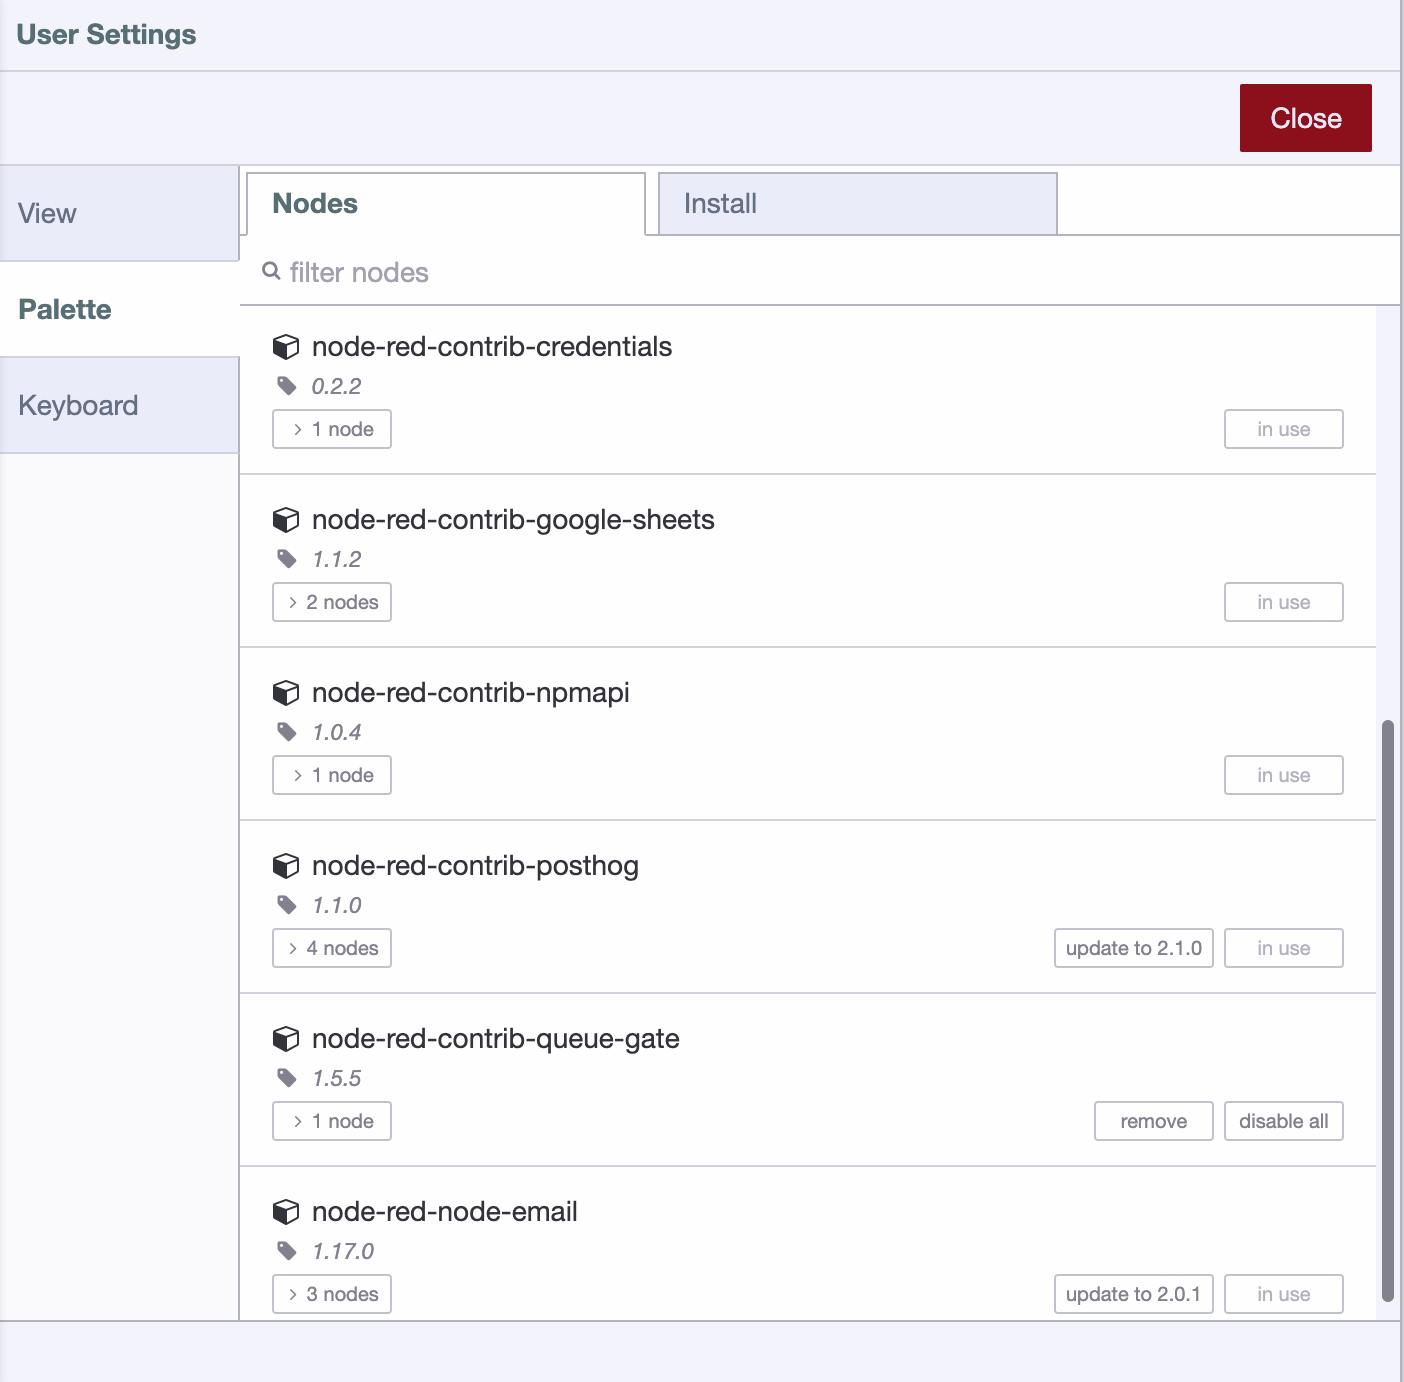 User Settings
Close
View
Palette
Keyboard
Nodes
Install
filter nodes
node-red-contrib-credentials
0.2.2
1 node
in use
node-red-contrib-google-sheets
1.1.2
2 nodes
in use
node-red-contrib-npmapi
1.0.4
1 node
in use
node-red-contrib-posthog
1.1.0
4 nodes
update to 2.1.0
in use
node-red-contrib-queue-gate
1.5.5
1 node
remove
disable all
node-red-node-email
1.17.0
3 nodes
update to 2.0.1
in use